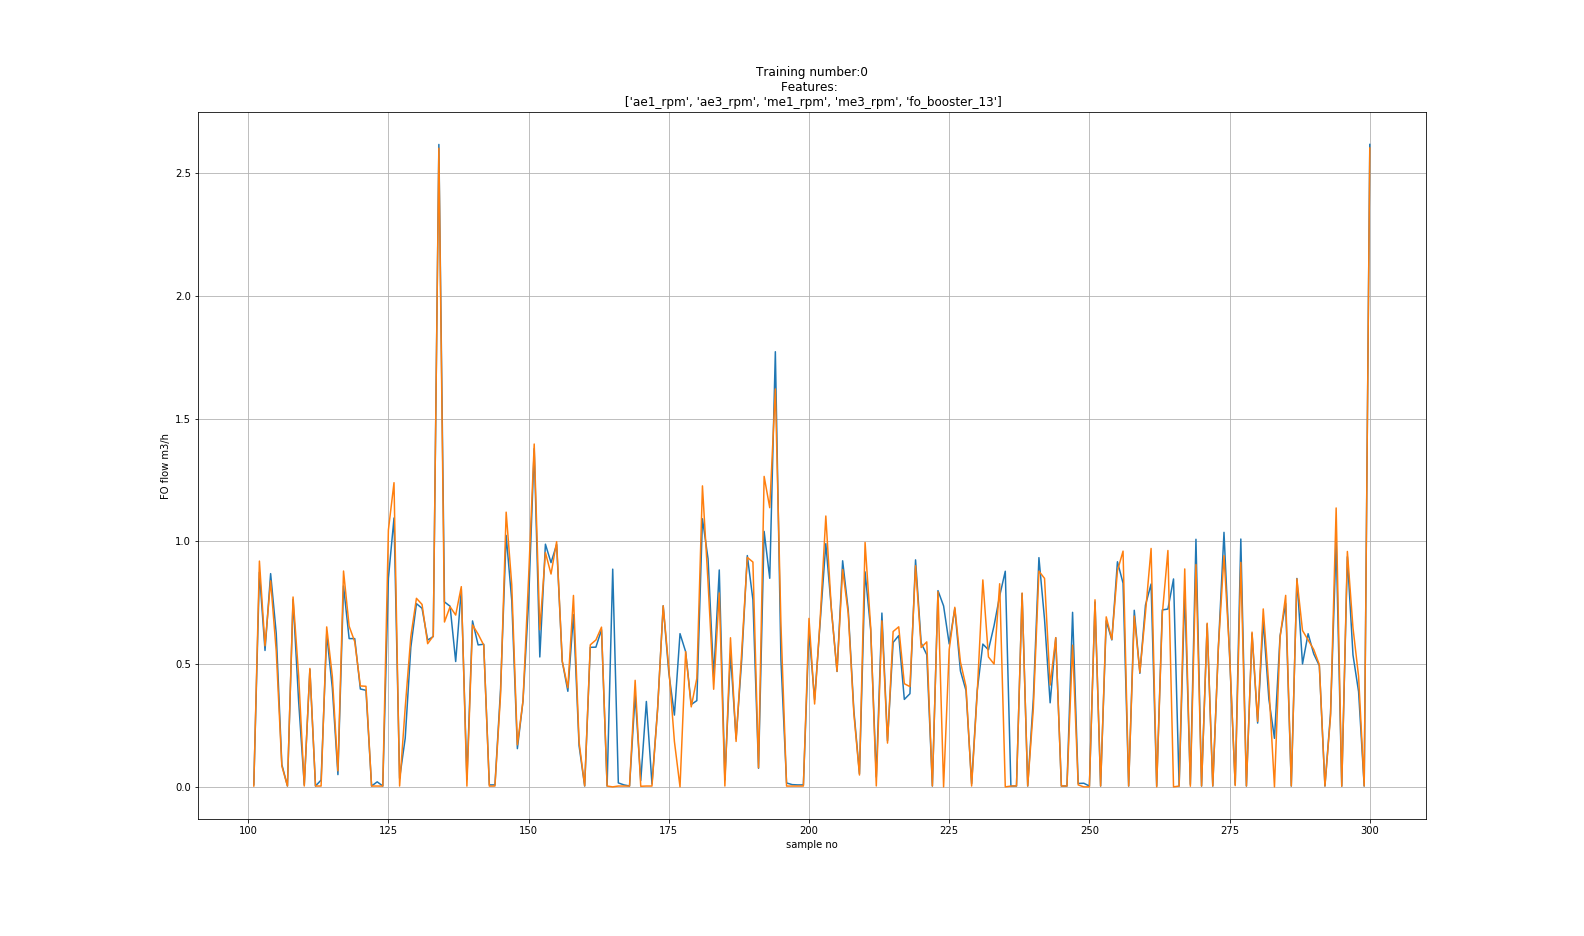 Training number:0
Features:
['ae1_rpm', 'ae3_rpm', 'me1_rpm', 'me3_rpm', 'fo_booster_13']
FO flow m3/h
2.5
2.0
1.5
1.0
0.5
0.0
100 125 150 175 200 225 250 275 300
sample no